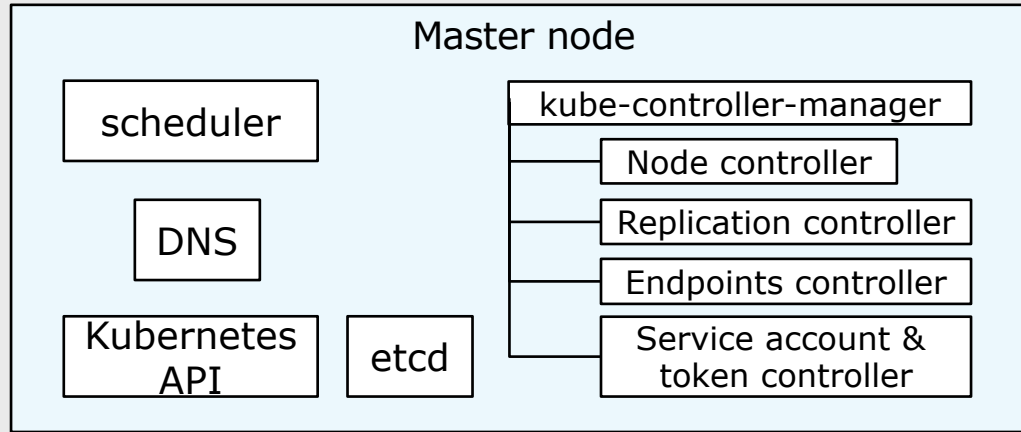 Master node
scheduler
DNS
Kubernetes
API
etcd
kube-controller-manager
Node controller
Replication controller
Endpoints controller
Service account &
token controller